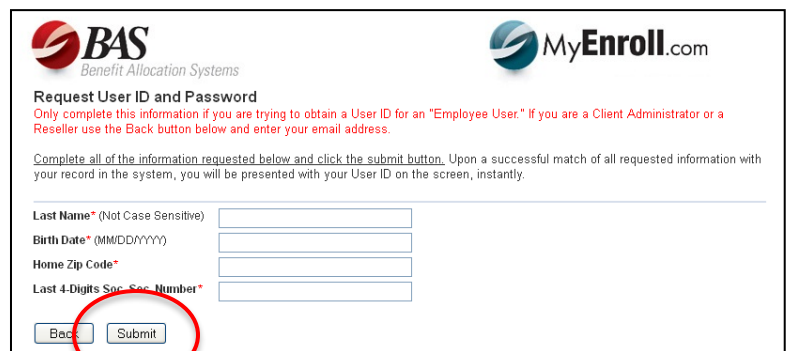 BAS
Benefit Allocation Systems
MyEnroll.com
Request User ID and Password
Only complete this information if you are trying to obtain a User ID for an "Employee User." If you are a Client Administrator or a
Reseller use the Back button below and enter your email address.
Complete all of the information requested below and click the submit button. Upon a successful match of all requested information with
your record in the system, you will be presented with your User ID on the screen, instantly.
Last Name* (Not Case Sensitive)
Birth Date* (MM/DD/YYYY)
Home Zip Code*
Last 4-Digits Soc. Sec. Number*
Back Submit